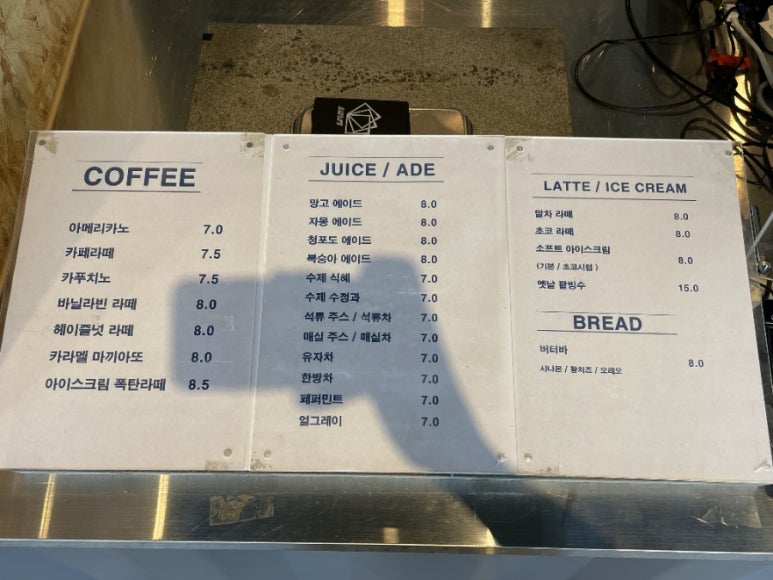 COFFEE
아메리카노 7.0
카페라떼 7.5
카푸치노 7.5
바닐라빈 라떼 8.0
헤이즐넛 라떼 8.0
카라멜 마끼아또 8.0
아이스크림 폭탄라떼 8.5
JUICE / ADE
망고 에이드 8.0
자몽 에이드 8.0
청포도 에이드 8.0
복숭아 에이드 8.0
수제 식혜 7.0
수제 수정과 7.0
석류 주스 / 석류차 7.0
매실 주스 / 매실차 7.0
유자차 7.0
한방차 7.0
페퍼민트 7.0
얼그레이 7.0
LATTE / ICE CREAM
말차 라떼 8.0
초코 라떼 8.0
소프트 아이스크림 8.0
(기본 / 초코시럽 )
옛날 팥빙수 15.0
BREAD
버터바 8.0
시나몬 / 황치즈 / 오레오